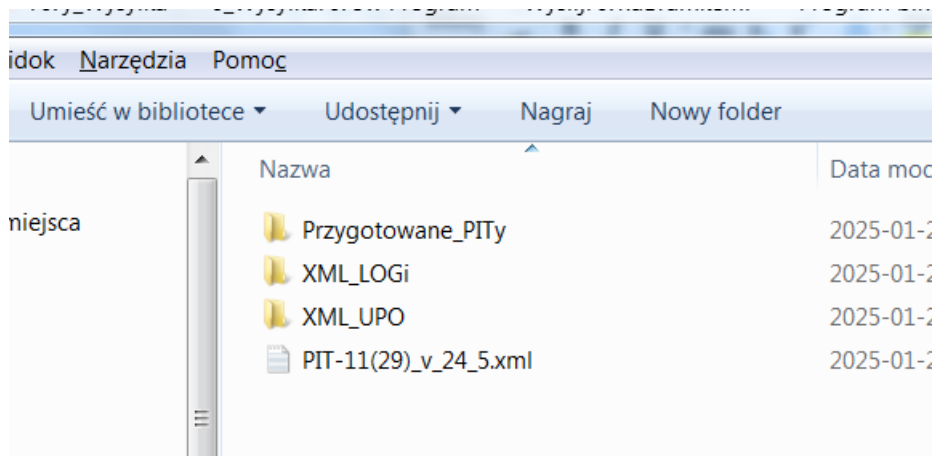 idok Narzędzia Pomoc
Umieść w bibliotece Udostępnij Nagraj Nowy folder
Nazwa Data mod
miejsca
Przygotowane_PITy 2025-01-2
XML_LOGi 2025-01-2
XML_UPO 2025-01-2
PIT-11(29)_v_24_5.xml 2025-01-2